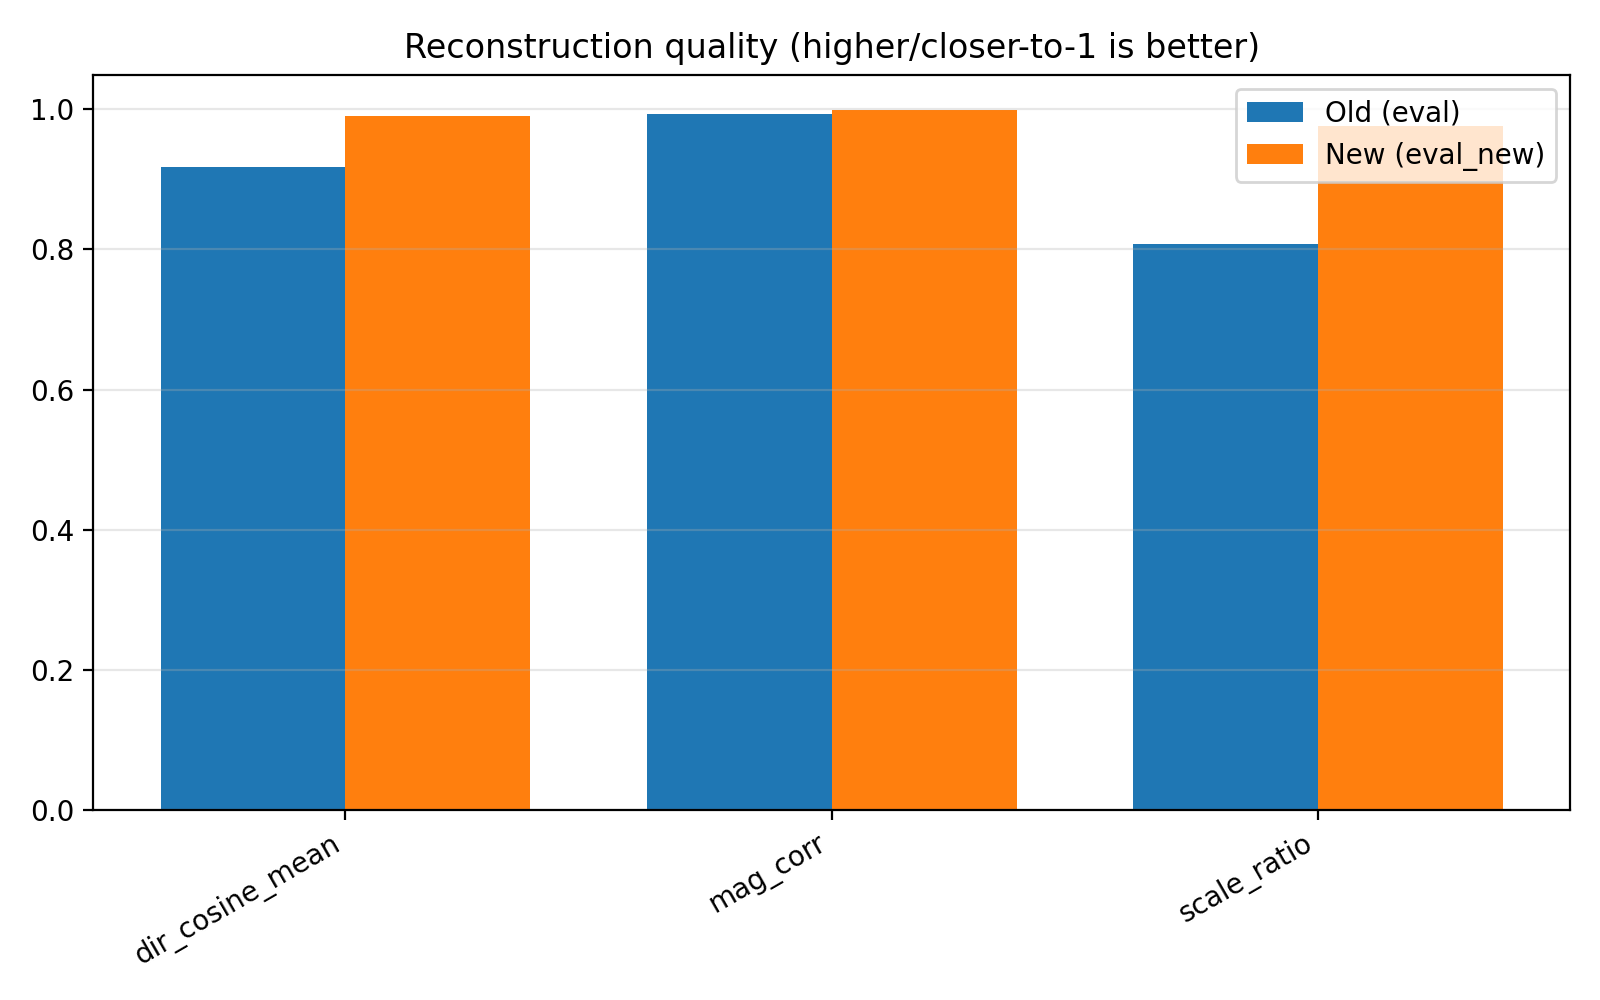 Reconstruction quality (higher/closer-to-1 is better)
1.0
0.8
0.6
0.4
0.2
0.0
Old (eval)
New (eval_new)
dir_cosine_mean
mag_corr
scale_ratio